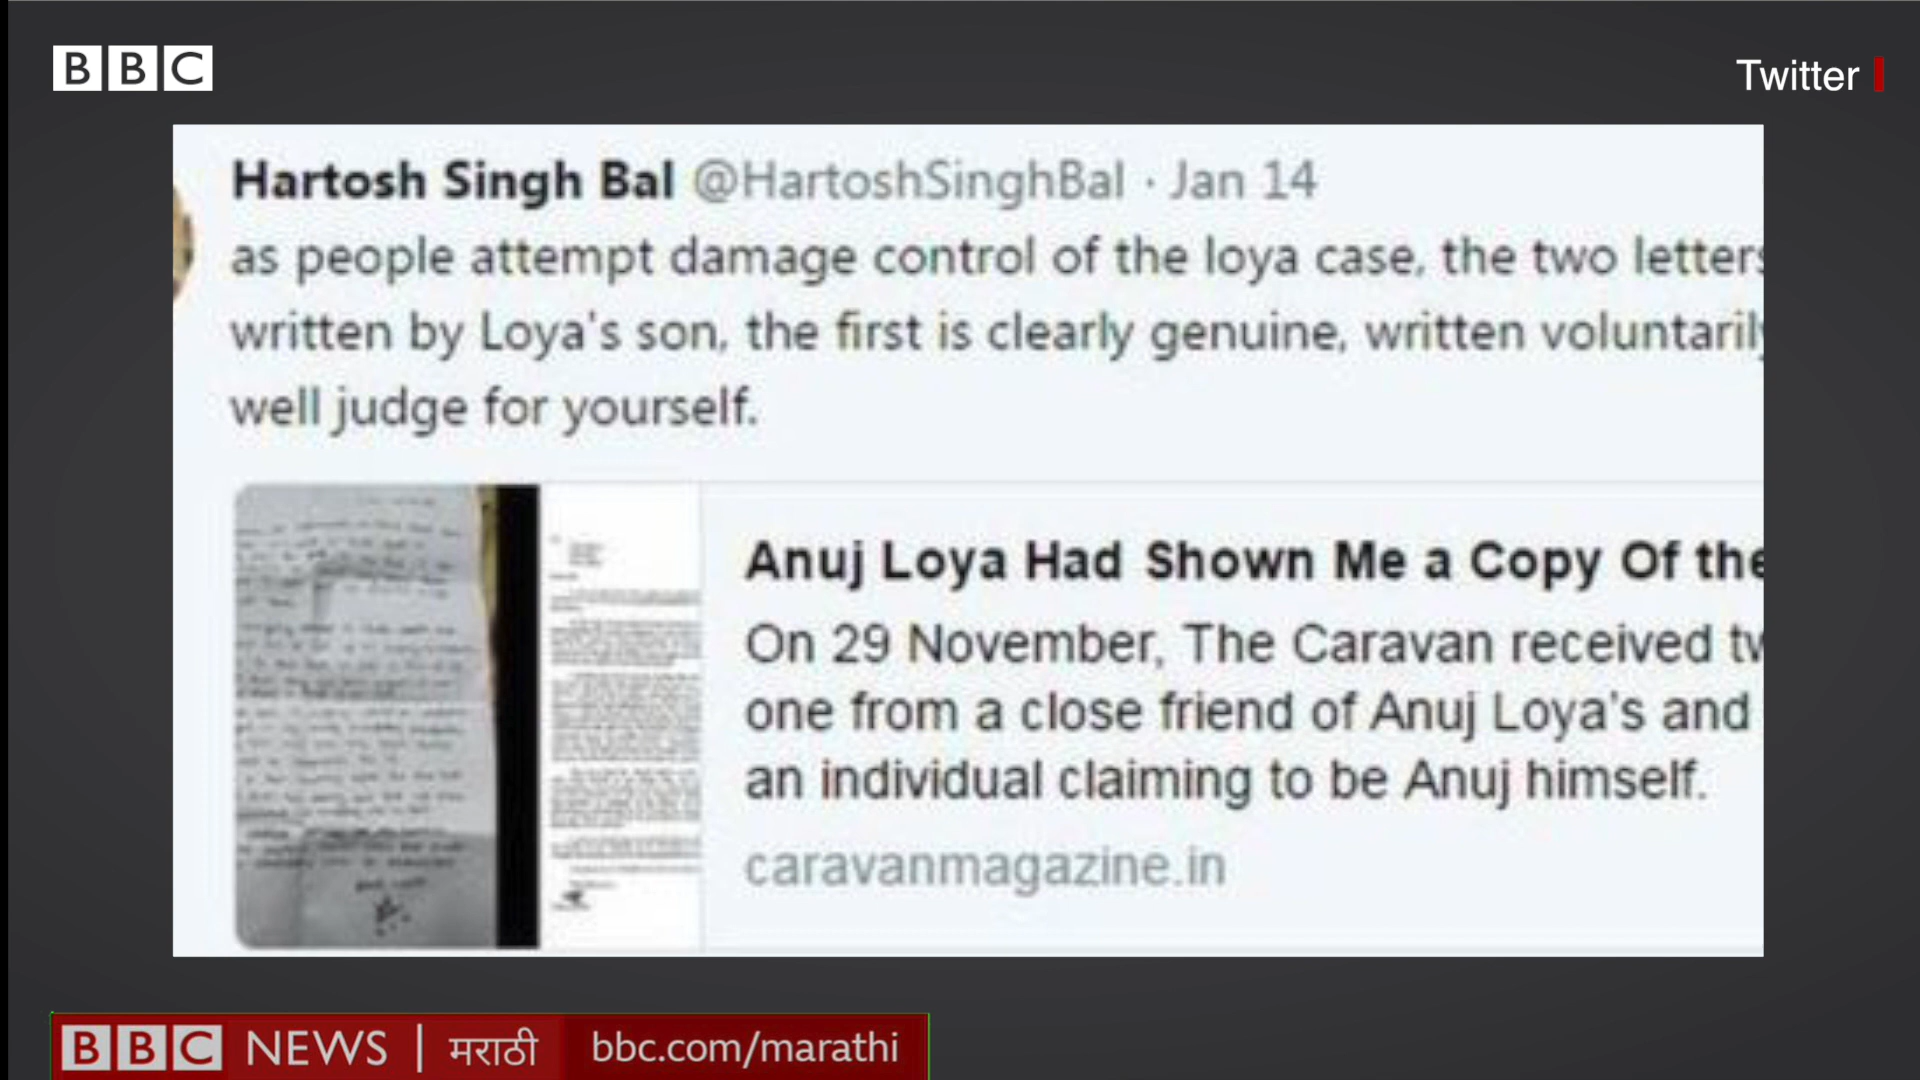 BBC
Twitter
Hartosh Singh Bal @HartoshSinghBal · Jan 14
as people attempt damage control of the loya case, the two letters
written by Loya's son, the first is clearly genuine, written voluntarily
well judge for yourself.
Anuj Loya Had Shown Me a Copy Of the
On 29 November, The Caravan received tw
one from a close friend of Anuj Loya's and
an individual claiming to be Anuj himself.
caravanmagazine.in
BBC NEWS | मराठी bbc.com/marathi